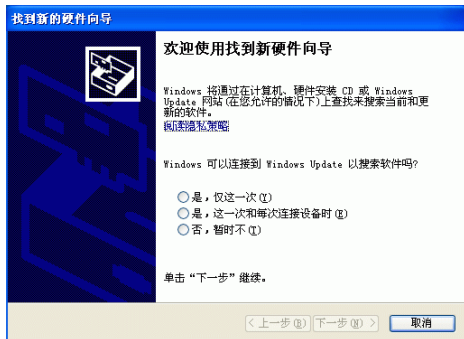 找到新的硬件向导
欢迎使用找到新硬件向导
Windows 将通过在计算机、硬件安装 CD 或 Windows
Update 网站(在您允许的情况下)上查找来搜索当前和更
新的软件。
阅读隐私策略
Windows 可以连接到 Windows Update 以搜索软件吗?
是，仅这一次(Y)
是，这一次和每次连接设备时(E)
否，暂时不(T)
单击“下一步”继续。
< 上一步(B) 下一步(N) > 取消